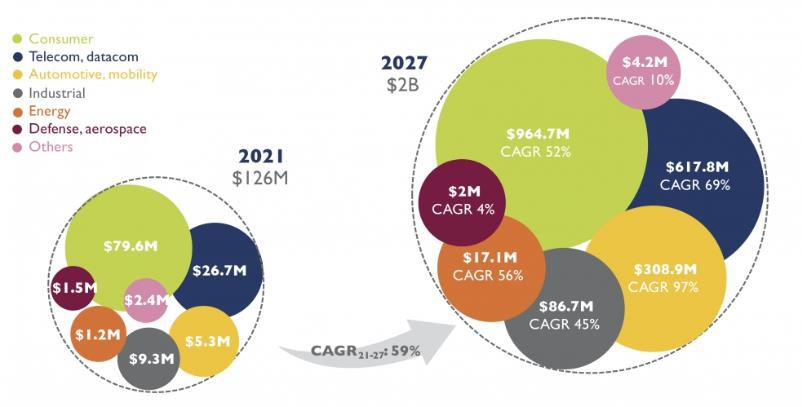 Consumer
Telecom, datacom
Automotive, mobility
Industrial
Energy
Defense, aerospace
Others
2021
$126M
$79.6M
$26.7M
$1.5M
$2.4M
$1.2M
$9.3M
$5.3M
CAGR21-27: 59%
2027
$2B
$4.2M
CAGR 10%
$964.7M
CAGR 52%
$617.8M
CAGR 69%
$2M
CAGR 4%
$17.1M
CAGR 56%
$308.9M
CAGR 97%
$86.7M
CAGR 45%